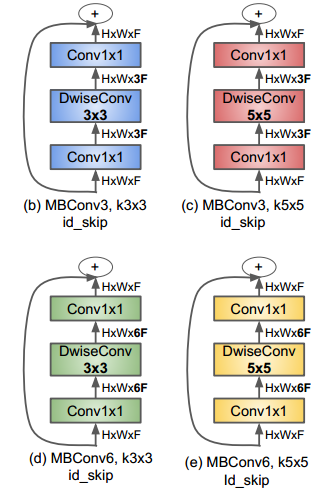 +
HxWxF
Conv1x1
HxWx3F
DwiseConv
3x3
HxWx3F
Conv1x1
HxWxF
(b) MBConv3, k3x3
id_skip
+
HxWxF
Conv1x1
HxWx3F
DwiseConv
5x5
HxWx3F
Conv1x1
HxWxF
(c) MBConv3, k5x5
id_skip
+
HxWxF
Conv1x1
HxWx6F
DwiseConv
3x3
HxWx6F
Conv1x1
HxWxF
(d) MBConv6, k3x3
id_skip
+
HxWxF
Conv1x1
HxWx6F
DwiseConv
5x5
HxWx6F
Conv1x1
HxWxF
(e) MBConv6, k5x5
Id_skip